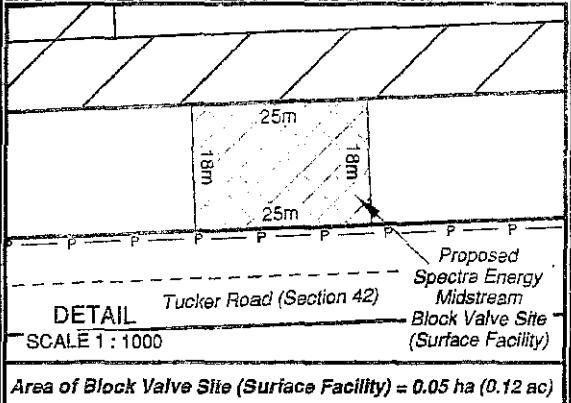 25m
18m
18m
25m
P P P P P P P P
Proposed
Spectra Energy
Midstream
Block Valve Site
(Surface Facility)
Tucker Road (Section 42)
DETAIL
SCALE 1 : 1000
Area of Block Valve Site (Surface Facility) = 0.05 ha (0.12 ac)